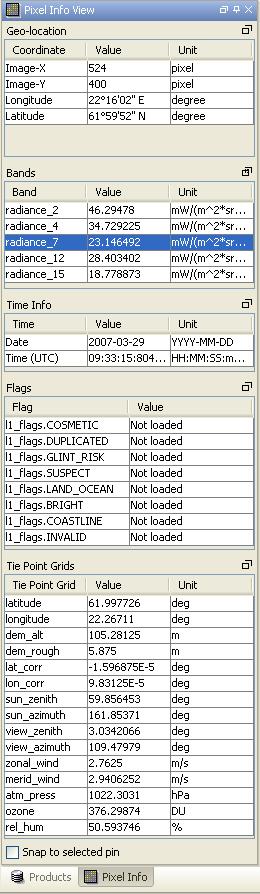 Pixel Info View
Geo-location
Coordinate Value Unit
Image-X 524 pixel
Image-Y 400 pixel
Longitude 22°16'02" E degree
Latitude 61°59'52" N degree
Bands
Band Value Unit
radiance_2 46.29478 mW/(m^2*sr...
radiance_4 34.729225 mW/(m^2*sr...
radiance_7 23.146492 mW/(m^2*sr...
radiance_12 28.403402 mW/(m^2*sr...
radiance_15 18.778873 mW/(m^2*sr...
Time Info
Time Value Unit
Date 2007-03-29 YYYY-MM-DD
Time (UTC) 09:33:15:804... HH:MM:SS:m...
Flags
Flag Value
l1_flags.COSMETIC Not loaded
l1_flags.DUPLICATED Not loaded
l1_flags.GLINT_RISK Not loaded
l1_flags.SUSPECT Not loaded
l1_flags.LAND_OCEAN Not loaded
l1_flags.BRIGHT Not loaded
l1_flags.COASTLINE Not loaded
l1_flags.INVALID Not loaded
Tie Point Grids
Tie Point Grid Value Unit
latitude 61.997726 deg
longitude 22.26711 deg
dem_alt 105.28125 m
dem_rough 5.875 m
lat_corr -1.596875E-5 deg
lon_corr 9.83125E-5 deg
sun_zenith 59.856453 deg
sun_azimuth 161.85371 deg
view_zenith 3.0342066 deg
view_azimuth 109.47979 deg
zonal_wind 2.7625 m/s
merid_wind 2.9406252 m/s
atm_press 1022.3031 hPa
ozone 376.29874 DU
rel_hum 50.593746 %
Snap to selected pin
Products Pixel Info